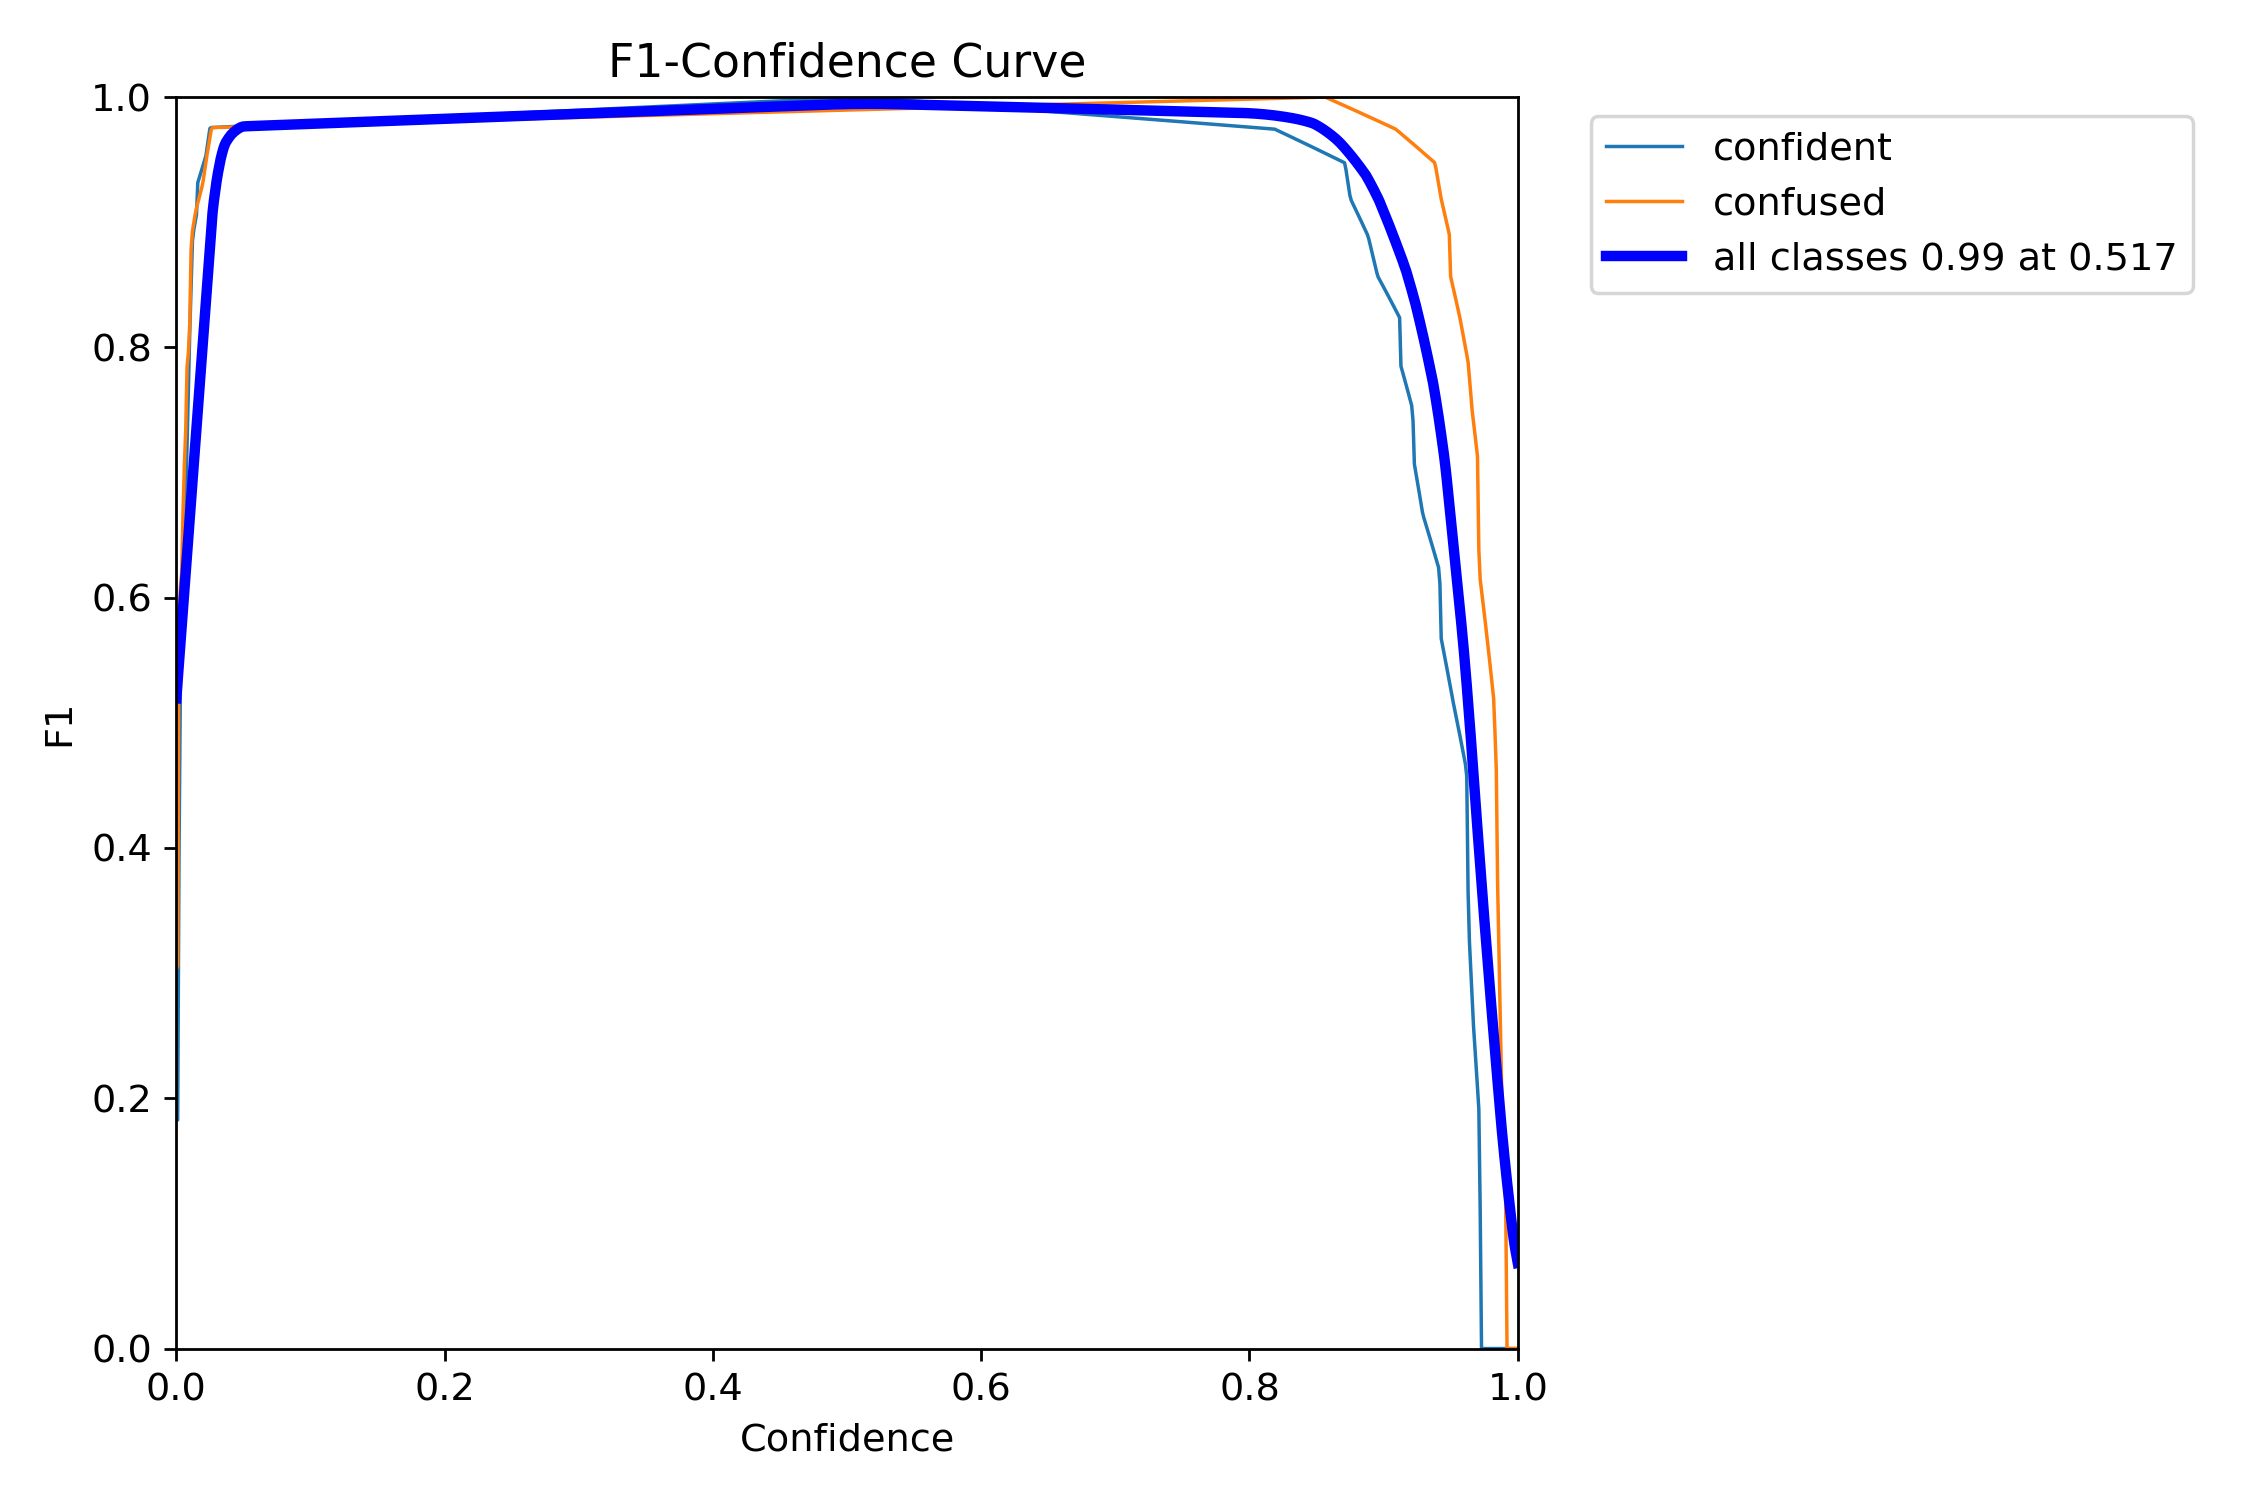 F1-Confidence Curve
confident
confused
all classes 0.99 at 0.517
F1
1.0
0.8
0.6
0.4
0.2
0.0
0.0 0.2 0.4 0.6 0.8 1.0
Confidence